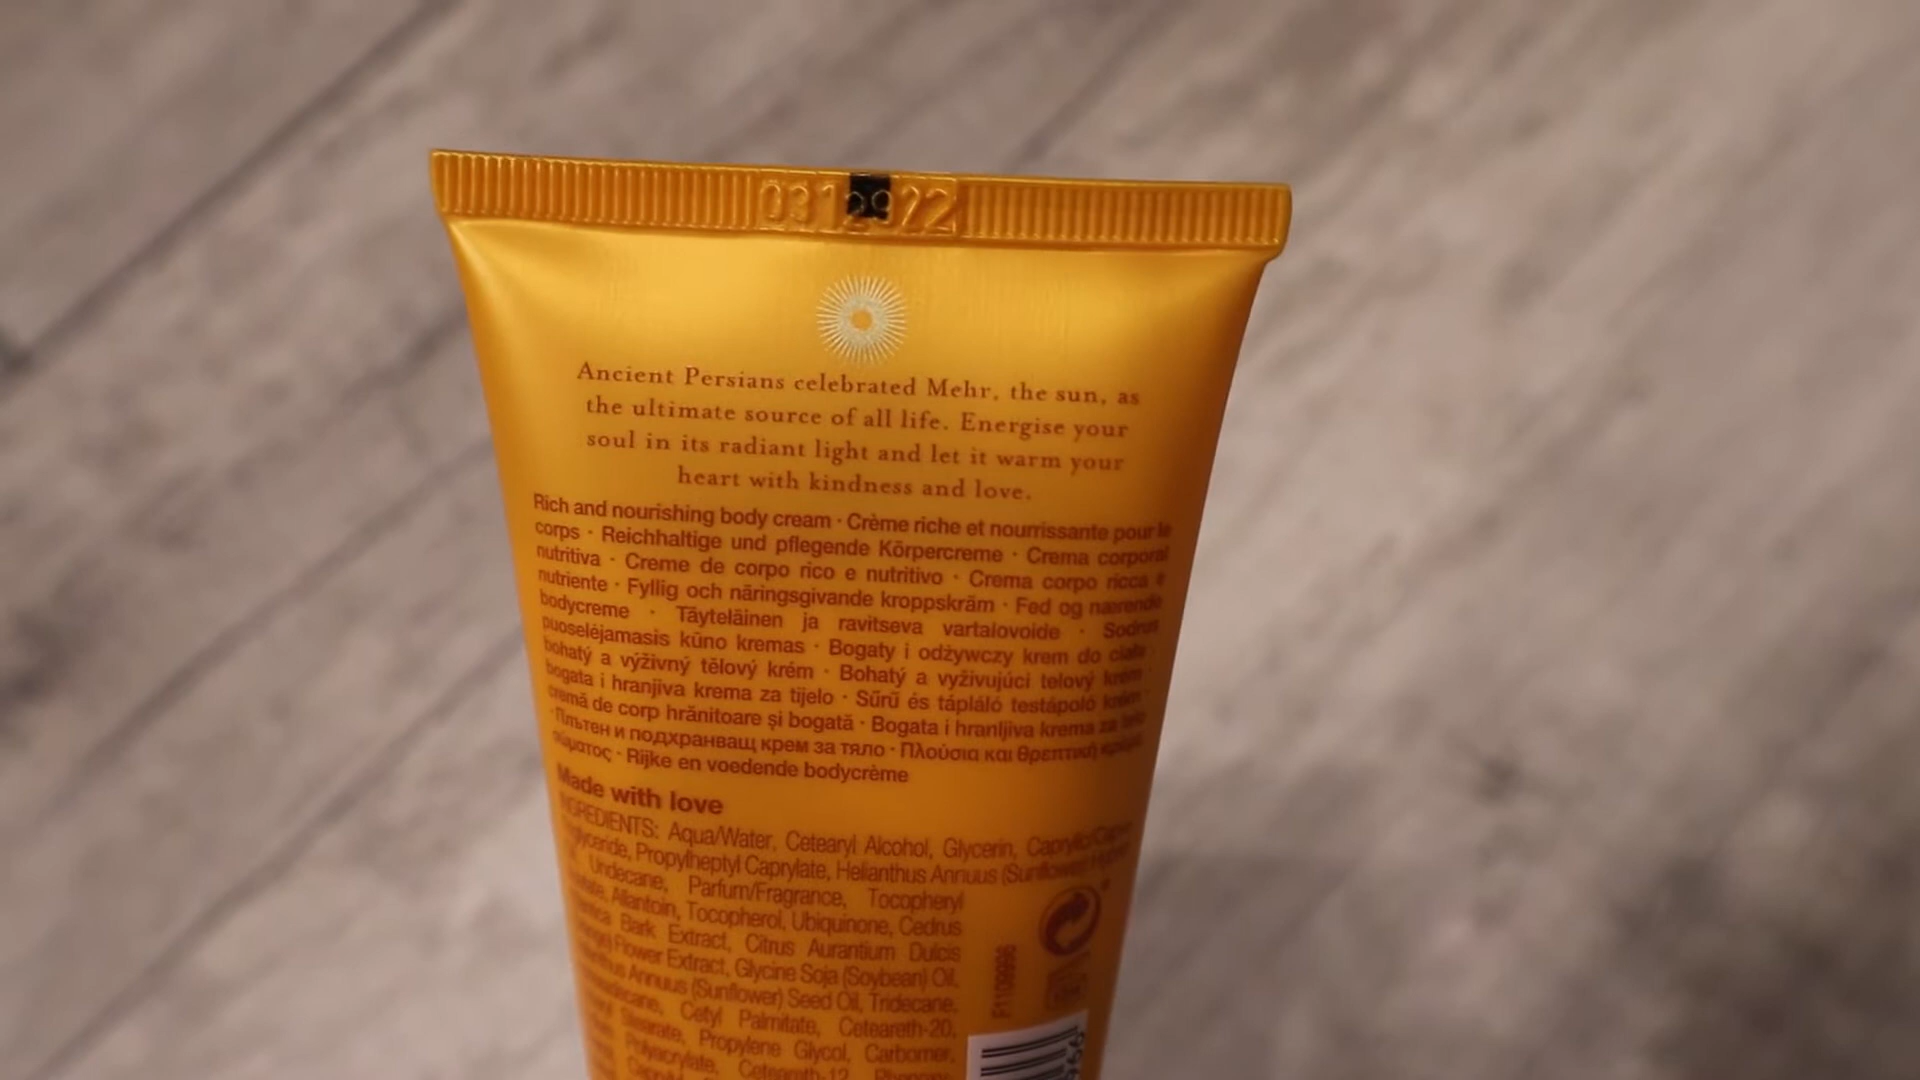 Ancient Persians celebrated Mehr, the sun, as
the ultimate source of all life. Energise your
soul in its radiant light and let it warm your
heart with kindness and love.
Rich and nourishing body cream · Crème riche et nourrissante pour le
corps · Reichhaltige und pflegende Körpercreme · Crema corporal
nutritiva · Creme de corpo rico e nutritivo · Crema corpo ricca e
nutriente · Fyllig och näringsgivande kroppskräm · Fed og nærende
bodycreme · Täyteläinen ja ravitseva vartalovoide · Sodrus
puoselėjamasis kūno kremas · Bogaty i odżywczy krem do ciała ·
bohatý a výživný tělový krém · Bohatý a vyživujúci telový krém ·
bogata i hranjiva krema za tijelo · Sűrű és tápláló testápoló krém ·
cremă de corp hrănitoare și bogată · Bogata i hranljiva krema za telo
· Плътен и подхранващ крем за тяло · Πλούσια και θρεπτική κρέμα
σώματος · Rijke en voedende bodycrème
Made with love
INGREDIENTS: Aqua/Water, Cetearyl Alcohol, Glycerin,
Propylheptyl Caprylate, Helianthus Annuus (Sunflower)
Undecane, Parfum/Fragrance, Tocopheryl
Allantoin, Tocopherol, Ubiquinone, Cedrus
Bark Extract, Citrus Aurantium Dulcis
Flower Extract, Glycine Soja (Soybean) Oil,
Annuus (Sunflower) Seed Oil, Tridecane,
Cetyl Palmitate, Ceteareth-20,
Stearate, Propylene Glycol, Carbomer,
Ceteareth-12,